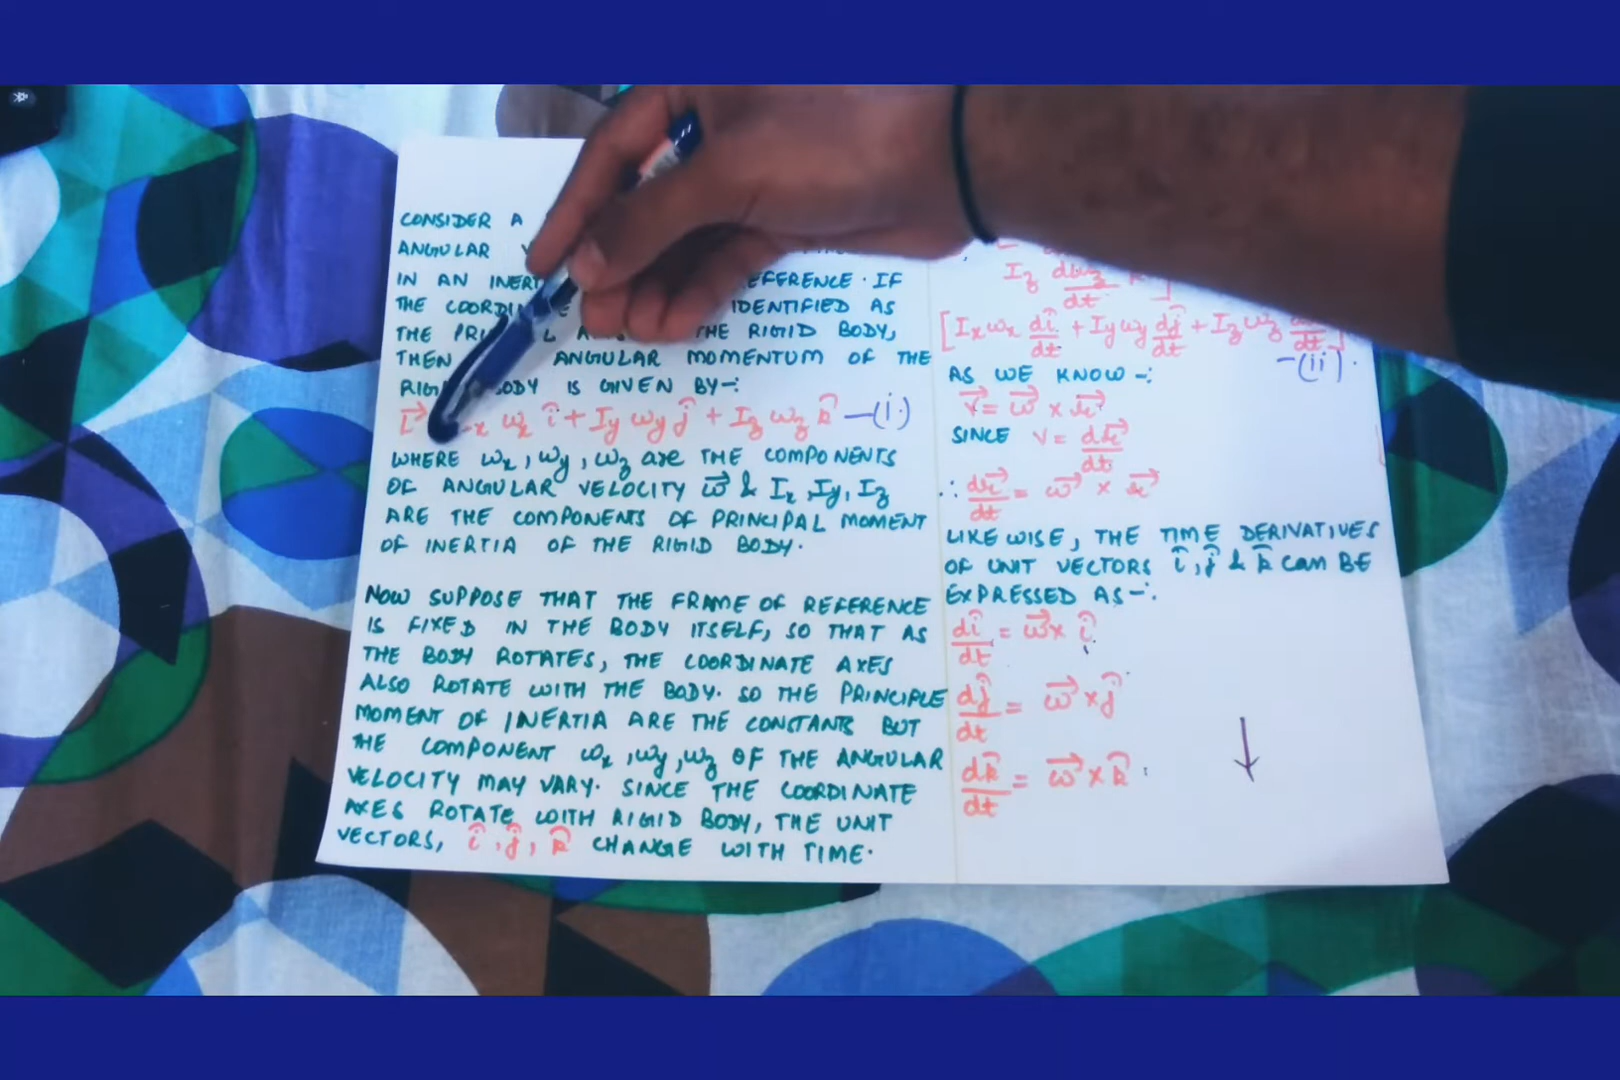 CONSIDER A
ANGULAR
IN AN INERT EFERENCE. IF
THE COORDIN IDENTIFIED AS
THE PRI L A THE RIGID BODY,
THEN ANGULAR MOMENTUM OF THE
RIGI BODY IS GIVEN BY-:
L⃗ x ωx î + Iy ωy ĵ + Iz ωz k̂ —(i.)
WHERE ωx, ωy, ωz are THE COMPONENTS
OF ANGULAR VELOCITY ω⃗ & Ix, Iy, Iz
ARE THE COMPONENTS OF PRINCIPAL MOMENT
OF INERTIA OF THE RIGID BODY.
NOW SUPPOSE THAT THE FRAME OF REFERENCE
IS FIXED IN THE BODY ITSELF, SO THAT AS
THE BODY ROTATES, THE COORDINATE AXES
ALSO ROTATE WITH THE BODY. SO THE PRINCIPLE
MOMENT OF INERTIA ARE THE CONSTANTS BUT
THE COMPONENT ωx, ωy, ωz OF THE ANGULAR
VELOCITY MAY VARY. SINCE THE COORDINATE
AXES ROTATE WITH RIGID BODY, THE UNIT
VECTORS, î, ĵ, k̂ CHANGE WITH TIME.
Iz dωz/dt ]
[Ix ωx dî/dt + Iy ωy dĵ/dt + Iz ωz /dt]
—(ii).
AS WE KNOW -:
v⃗ = ω⃗ × r⃗
SINCE v = dr⃗/dt
∴ dr⃗/dt = ω⃗ × r⃗
LIKEWISE, THE TIME DERIVATIVES
OF UNIT VECTORS î, ĵ & k̂ can BE
EXPRESSED AS -:
dî/dt = ω⃗ × î
dĵ/dt = ω⃗ × ĵ
dk̂/dt = ω⃗ × k̂